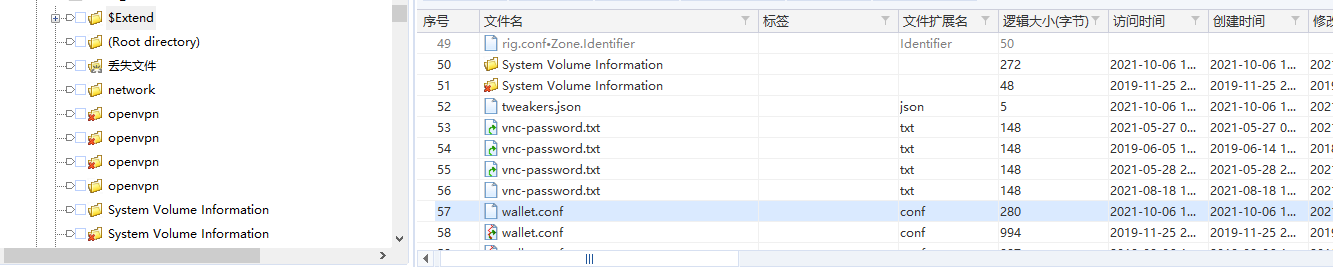 $Extend
(Root directory)
丢失文件
network
openvpn
openvpn
openvpn
openvpn
System Volume Information
System Volume Information
序号 文件名 标签 文件扩展名 逻辑大小(字节) 访问时间 创建时间 修改
49 rig.conf•Zone.Identifier Identifier 50
50 System Volume Information 272 2021-10-06 1... 2021-10-06 1... 2021
51 System Volume Information 48 2019-11-25 2... 2019-11-25 2... 2019
52 tweakers.json json 5 2021-10-06 1... 2021-10-06 1... 2021
53 vnc-password.txt txt 148 2021-05-27 0... 2021-05-27 0... 2021
54 vnc-password.txt txt 148 2019-06-05 1... 2019-06-14 1... 2018
55 vnc-password.txt txt 148 2021-05-28 2... 2021-05-28 2... 2021
56 vnc-password.txt txt 148 2021-08-18 1... 2021-08-18 1... 2021
57 wallet.conf conf 280 2021-10-06 1... 2021-10-06 1... 2021
58 wallet.conf conf 994 2019-11-25 2... 2019-11-25 2... 2019